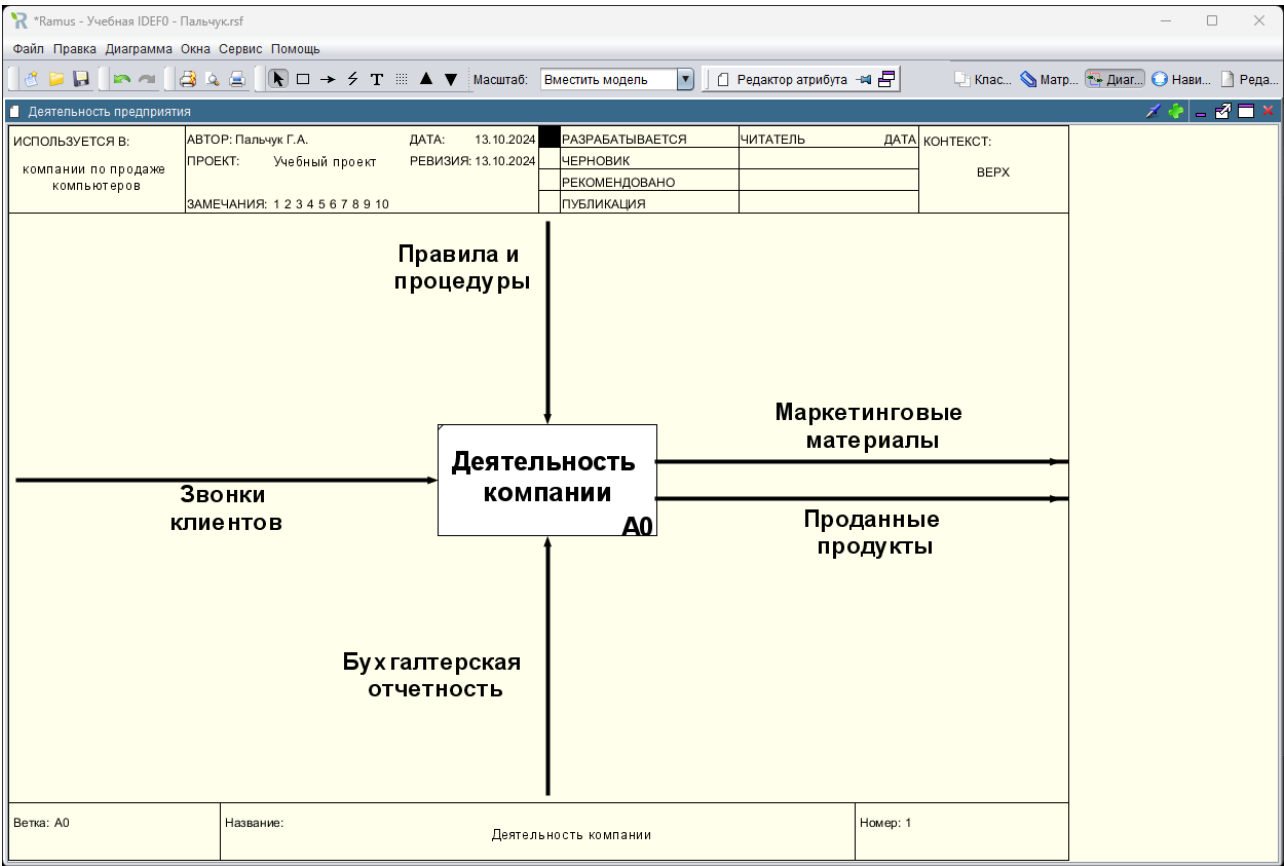 *Ramus - Учебная IDEF0 - Пальчук.rsf
Файл Правка Диаграмма Окна Сервис Помощь
T Масштаб: Вместить модель Редактор атрибута Клас... Матр... Диаг... Нави... Реда...
Деятельность предприятия
ИСПОЛЬЗУЕТСЯ В:
компании по продаже
компьютеров
АВТОР: Пальчук Г.А. ДАТА: 13.10.2024
ПРОЕКТ: Учебный проект РЕВИЗИЯ: 13.10.2024
ЗАМЕЧАНИЯ: 1 2 3 4 5 6 7 8 9 10
РАЗРАБАТЫВАЕТСЯ
ЧЕРНОВИК
РЕКОМЕНДОВАНО
ПУБЛИКАЦИЯ
ЧИТАТЕЛЬ ДАТА
КОНТЕКСТ:
ВЕРХ
Правила и
процедуры
Маркетинговые
материалы
Деятельность
компании
A0
Звонки
клиентов
Проданные
продукты
Бухгалтерская
отчетность
Ветка: A0
Название:
Деятельность компании
Номер: 1